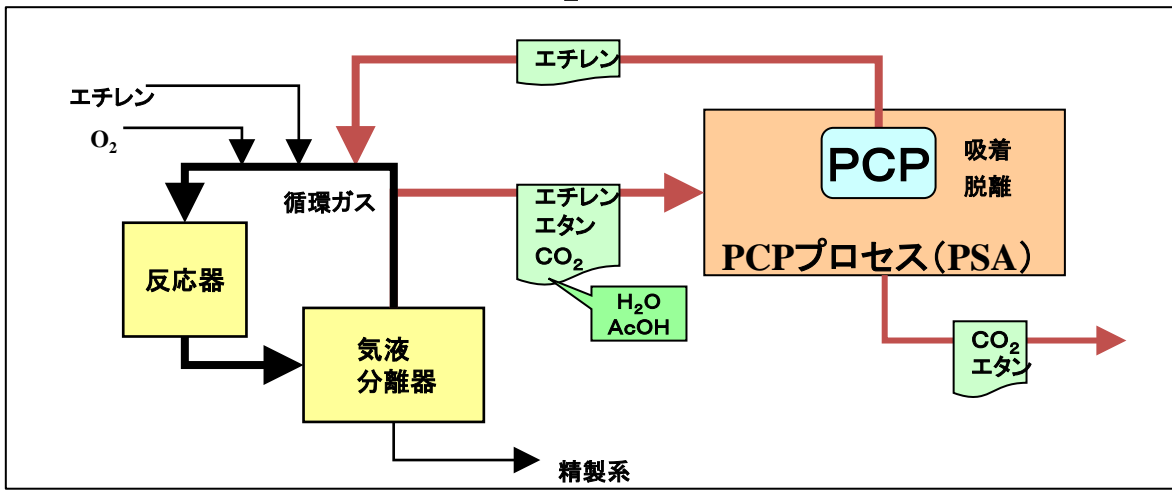 エチレン
エチレン
O₂
PCP
吸着
脱離
循環ガス
エチレン
エタン
CO₂
PCPプロセス(PSA)
反応器
H₂O
AcOH
気液
分離器
CO₂
エタン
精製系